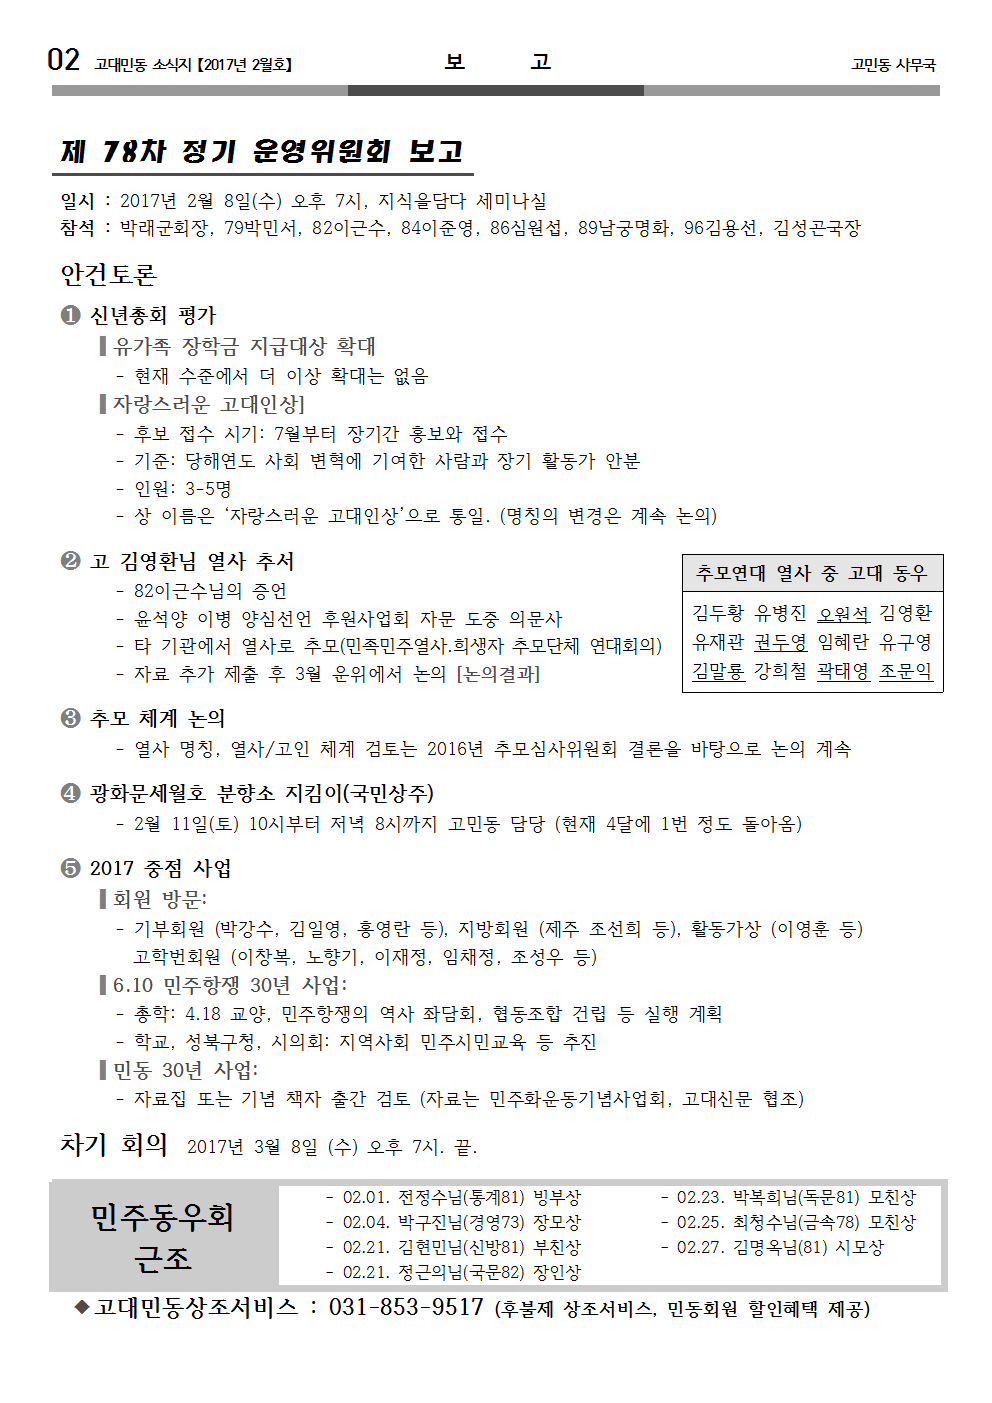 02 고대민동 소식지 【2017년 2월호】 보 고 고민동 사무국
제 78차 정기 운영위원회 보고
일시 : 2017년 2월 8일(수) 오후 7시, 지식을담다 세미나실
참석 : 박래군회장, 79박민서, 82이근수, 84이준영, 86심원섭, 89남궁명화, 96김용선, 김성곤국장
안건토론
❶ 신년총회 평가
▌유가족 장학금 지급대상 확대
- 현재 수준에서 더 이상 확대는 없음
▌자랑스러운 고대인상]
- 후보 접수 시기: 7월부터 장기간 홍보와 접수
- 기준: 당해연도 사회 변혁에 기여한 사람과 장기 활동가 안분
- 인원: 3-5명
- 상 이름은 ‘자랑스러운 고대인상’으로 통일. (명칭의 변경은 계속 논의)
❷ 고 김영환님 열사 추서
- 82이근수님의 증언
- 윤석양 이병 양심선언 후원사업회 자문 도중 의문사
- 타 기관에서 열사로 추모(민족민주열사.희생자 추모단체 연대회의)
- 자료 추가 제출 후 3월 운위에서 논의 [논의결과]
추모연대 열사 중 고대 동우
김두황 유병진 오원석 김영환
유재관 권두영 임혜란 유구영
김말룡 강희철 곽태영 조문익
❸ 추모 체계 논의
- 열사 명칭, 열사/고인 체계 검토는 2016년 추모심사위원회 결론을 바탕으로 논의 계속
❹ 광화문세월호 분향소 지킴이(국민상주)
- 2월 11일(토) 10시부터 저녁 8시까지 고민동 담당 (현재 4달에 1번 정도 돌아옴)
❺ 2017 중점 사업
▌회원 방문:
- 기부회원 (박강수, 김일영, 홍영란 등), 지방회원 (제주 조선희 등), 활동가상 (이영훈 등)
고학번회원 (이창복, 노향기, 이재정, 임채정, 조성우 등)
▌6.10 민주항쟁 30년 사업:
- 총학: 4.18 교양, 민주항쟁의 역사 좌담회, 협동조합 건립 등 실행 계획
- 학교, 성북구청, 시의회: 지역사회 민주시민교육 등 추진
▌민동 30년 사업:
- 자료집 또는 기념 책자 출간 검토 (자료는 민주화운동기념사업회, 고대신문 협조)
차기 회의 2017년 3월 8일 (수) 오후 7시. 끝.
민주동우회
근조
- 02.01. 전정수님(통계81) 빙부상
- 02.04. 박구진님(경영73) 장모상
- 02.21. 김현민님(신방81) 부친상
- 02.21. 정근의님(국문82) 장인상
- 02.23. 박복희님(독문81) 모친상
- 02.25. 최청수님(금속78) 모친상
- 02.27. 김명옥님(81) 시모상
◆고대민동상조서비스 : 031-853-9517 (후불제 상조서비스, 민동회원 할인혜택 제공)